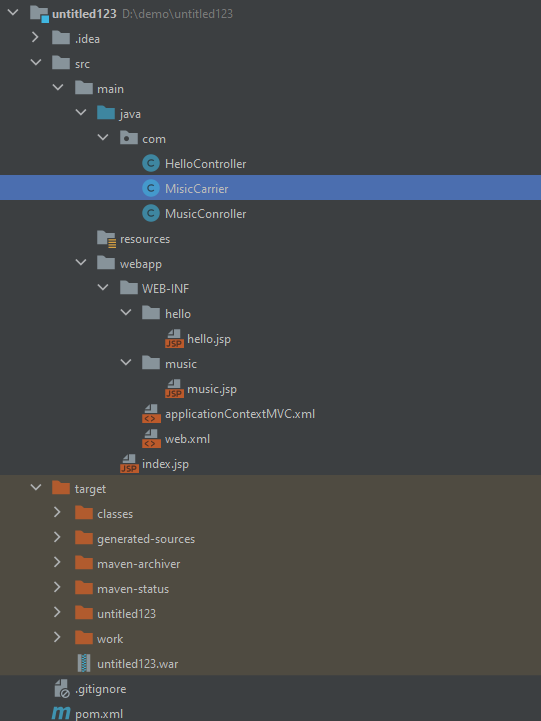 untitled123 D:\demo\untitled123
.idea
src
main
java
com
HelloController
MisicCarrier
MusicConroller
resources
webapp
WEB-INF
hello
hello.jsp
music
music.jsp
applicationContextMVC.xml
web.xml
index.jsp
target
classes
generated-sources
maven-archiver
maven-status
untitled123
work
untitled123.war
.gitignore
pom.xml